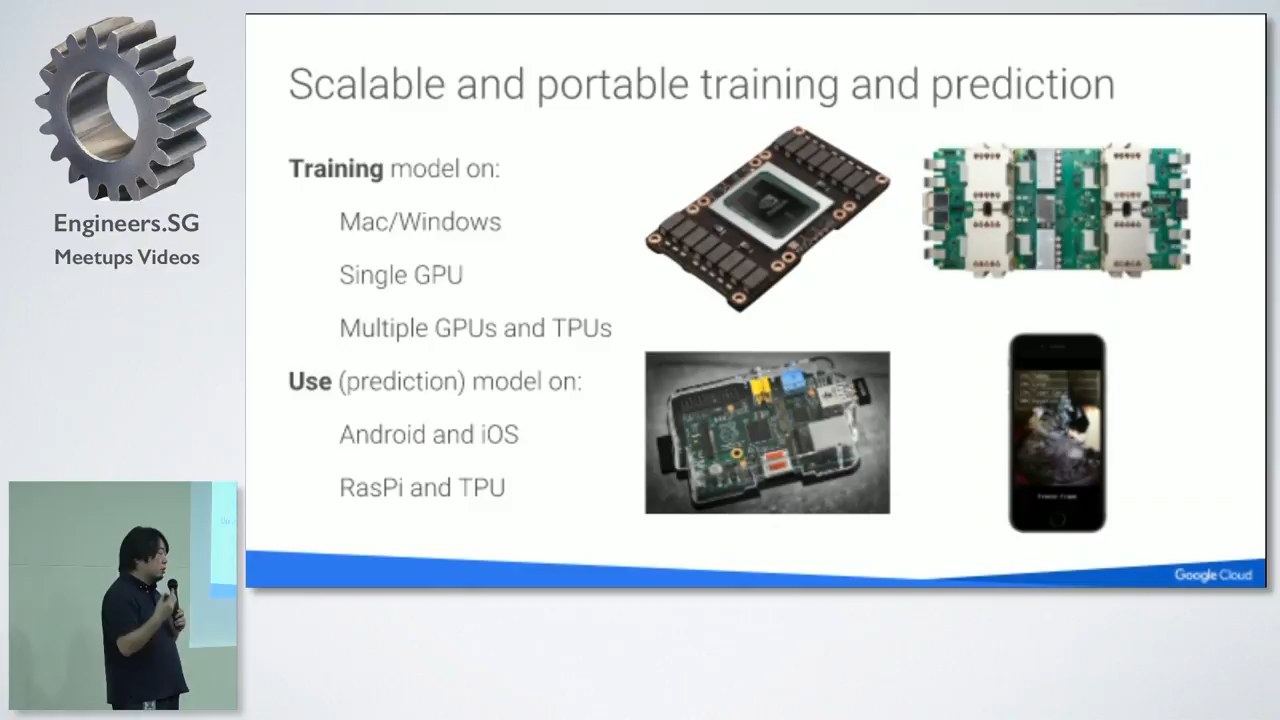 Engineers.SG
Meetups Videos
Scalable and portable training and prediction
Training model on:
Mac/Windows
Single GPU
Multiple GPUs and TPUs
Use (prediction) model on:
Android and iOS
RasPi and TPU
Google Cloud